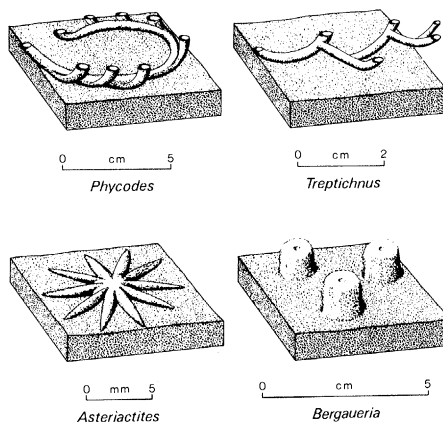 0 cm 5
Phycodes
0 cm 2
Treptichnus
0 mm 5
Asteriactites
0 cm 5
Bergaueria